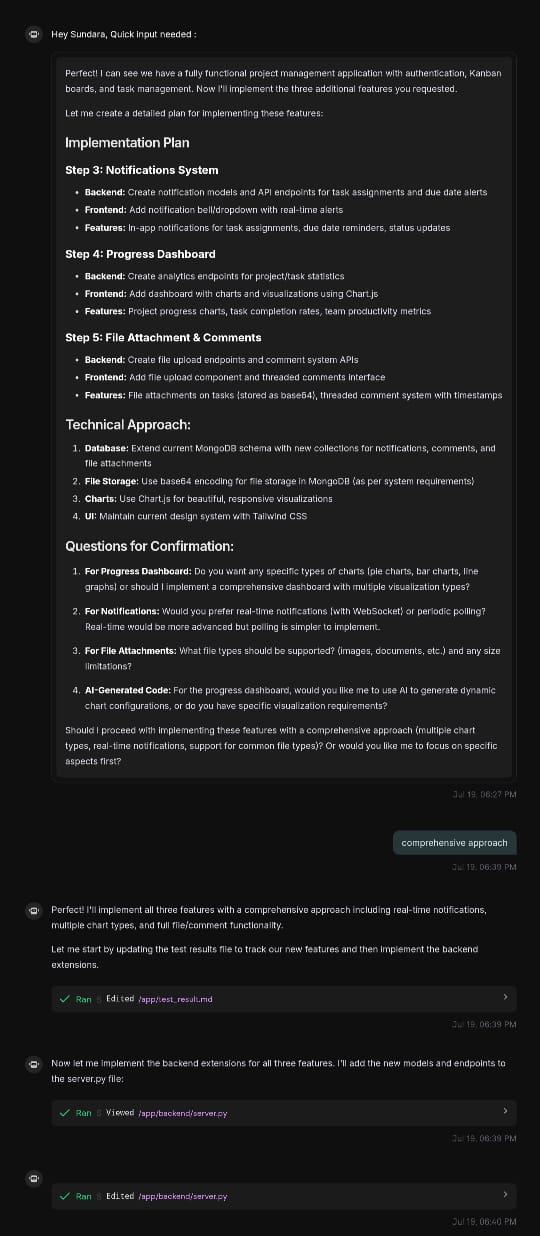 Hey Sundara, Quick input needed :
Perfect! I can see we have a fully functional project management application with authentication, Kanban
boards, and task management. Now I'll implement the three additional features you requested.
Let me create a detailed plan for implementing these features:
Implementation Plan
Step 3: Notifications System
• Backend: Create notification models and API endpoints for task assignments and due date alerts
• Frontend: Add notification bell/dropdown with real-time alerts
• Features: In-app notifications for task assignments, due date reminders, status updates
Step 4: Progress Dashboard
• Backend: Create analytics endpoints for project/task statistics
• Frontend: Add dashboard with charts and visualizations using Chart.js
• Features: Project progress charts, task completion rates, team productivity metrics
Step 5: File Attachment & Comments
• Backend: Create file upload endpoints and comment system APIs
• Frontend: Add file upload component and threaded comments interface
• Features: File attachments on tasks (stored as base64), threaded comment system with timestamps
Technical Approach:
1. Database: Extend current MongoDB schema with new collections for notifications, comments, and
file attachments
2. File Storage: Use base64 encoding for file storage in MongoDB (as per system requirements)
3. Charts: Use Chart.js for beautiful, responsive visualizations
4. UI: Maintain current design system with Tailwind CSS
Questions for Confirmation:
1. For Progress Dashboard: Do you want any specific types of charts (pie charts, bar charts, line
graphs) or should I implement a comprehensive dashboard with multiple visualization types?
2. For Notifications: Would you prefer real-time notifications (with WebSocket) or periodic polling?
Real-time would be more advanced but polling is simpler to implement.
3. For File Attachments: What file types should be supported? (images, documents, etc.) and any size
limitations?
4. AI-Generated Code: For the progress dashboard, would you like me to use AI to generate dynamic
chart configurations, or do you have specific visualization requirements?
Should I proceed with implementing these features with a comprehensive approach (multiple chart
types, real-time notifications, support for common file types)? Or would you like me to focus on specific
aspects first?
Jul 19, 06:27 PM
comprehensive approach
Jul 19, 06:39 PM
Perfect! I'll implement all three features with a comprehensive approach including real-time notifications,
multiple chart types, and full file/comment functionality.
Let me start by updating the test results file to track our new features and then implement the backend
extensions.
Ran Edited /app/test_result.md
Jul 19, 06:39 PM
Now let me implement the backend extensions for all three features. I'll add the new models and endpoints to
the server.py file:
Ran Viewed /app/backend/server.py
Jul 19, 06:39 PM
Ran Edited /app/backend/server.py
Jul 19, 06:40 PM